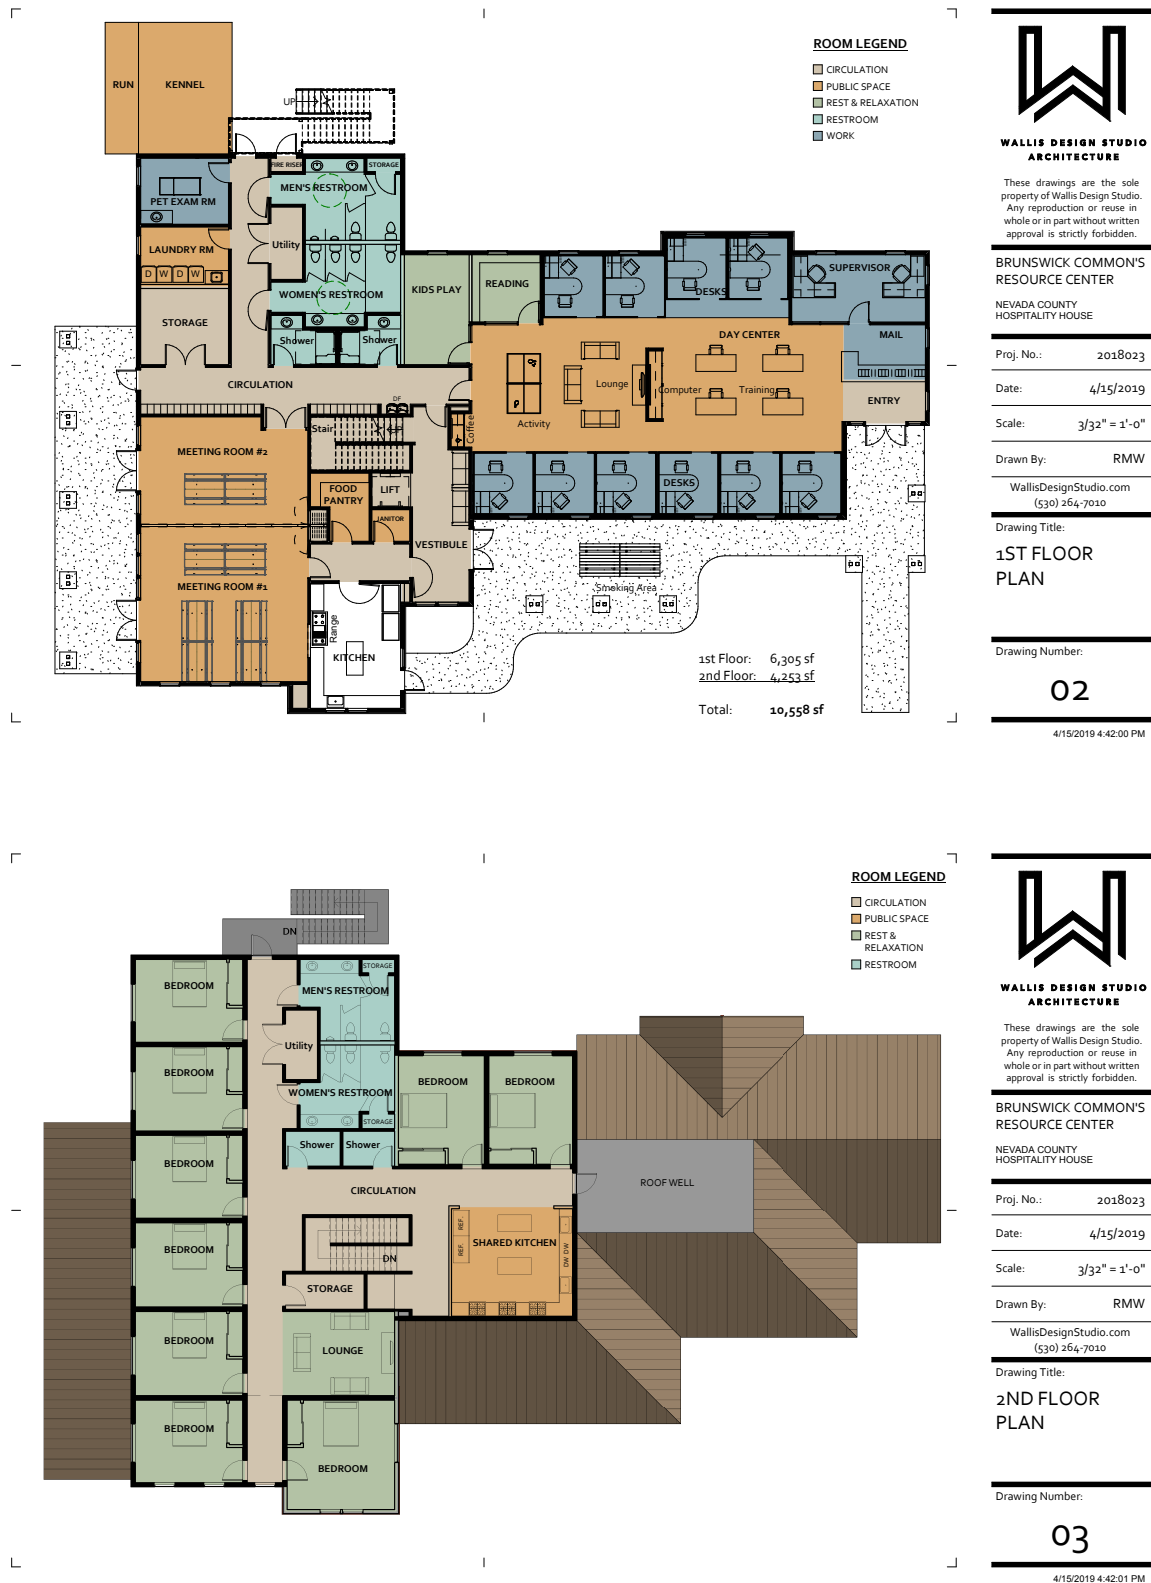 ROOM LEGEND
CIRCULATION
PUBLIC SPACE
REST & RELAXATION
RESTROOM
WORK
RUN
KENNEL
UP
FIRE RISER
STORAGE
MEN'S RESTROOM
PET EXAM RM
LAUNDRY RM
D W D W
Utility
WOMEN'S RESTROOM
KIDS PLAY
READING
DESKS
SUPERVISOR
STORAGE
Shower
Shower
DAY CENTER
MAIL
CIRCULATION
Lounge
Computer
Training
ENTRY
DF
Stair
UP
Coffee
Activity
MEETING ROOM #2
FOOD
PANTRY
LIFT
DESKS
JANITOR
VESTIBULE
MEETING ROOM #1
Smoking Area
Range
KITCHEN
1st Floor: 6,305 sf
2nd Floor: 4,253 sf
Total: 10,558 sf
WALLIS DESIGN STUDIO
ARCHITECTURE
These drawings are the sole
property of Wallis Design Studio.
Any reproduction or reuse in
whole or in part without written
approval is strictly forbidden.
BRUNSWICK COMMON'S
RESOURCE CENTER
NEVADA COUNTY
HOSPITALITY HOUSE
Proj. No.: 2018023
Date: 4/15/2019
Scale: 3/32" = 1'-0"
Drawn By: RMW
WallisDesignStudio.com
(530) 264-7010
Drawing Title:
1ST FLOOR
PLAN
Drawing Number:
02
4/15/2019 4:42:00 PM
ROOM LEGEND
CIRCULATION
PUBLIC SPACE
REST &
RELAXATION
RESTROOM
DN
BEDROOM
STORAGE
MEN'S RESTROOM
Utility
BEDROOM
WOMEN'S RESTROOM
BEDROOM
BEDROOM
STORAGE
Shower
Shower
BEDROOM
CIRCULATION
ROOF WELL
REF.
REF.
SHARED KITCHEN
DW DW
BEDROOM
DN
STORAGE
BEDROOM
LOUNGE
BEDROOM
BEDROOM
WALLIS DESIGN STUDIO
ARCHITECTURE
These drawings are the sole
property of Wallis Design Studio.
Any reproduction or reuse in
whole or in part without written
approval is strictly forbidden.
BRUNSWICK COMMON'S
RESOURCE CENTER
NEVADA COUNTY
HOSPITALITY HOUSE
Proj. No.: 2018023
Date: 4/15/2019
Scale: 3/32" = 1'-0"
Drawn By: RMW
WallisDesignStudio.com
(530) 264-7010
Drawing Title:
2ND FLOOR
PLAN
Drawing Number:
03
4/15/2019 4:42:01 PM